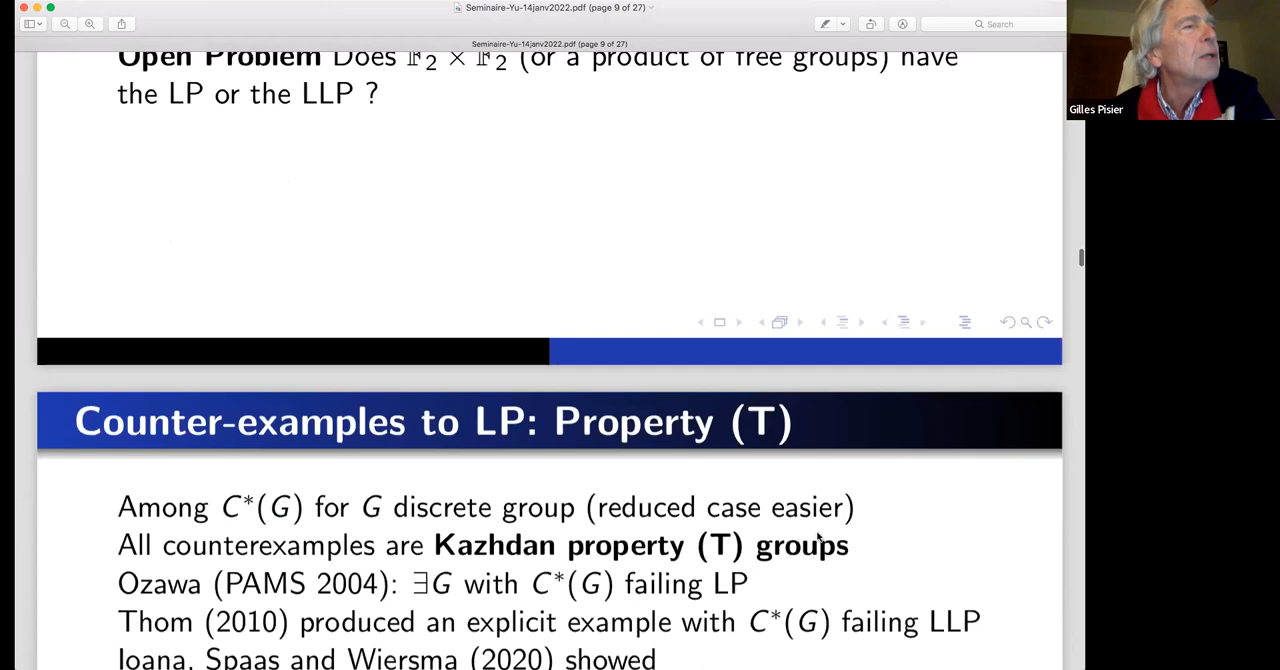 Seminaire-Yu-14janv2022.pdf (page 9 of 27)
Search
Seminaire-Yu-14janv2022.pdf (page 9 of 27)
Gilles Pisier
Open Problem Does 𝔽₂ × 𝔽₂ (or a product of free groups) have
the LP or the LLP ?
Counter-examples to LP: Property (T)
Among C*(G) for G discrete group (reduced case easier)
All counterexamples are Kazhdan property (T) groups
Ozawa (PAMS 2004): ∃G with C*(G) failing LP
Thom (2010) produced an explicit example with C*(G) failing LLP
Ioana, Spaas and Wiersma (2020) showed